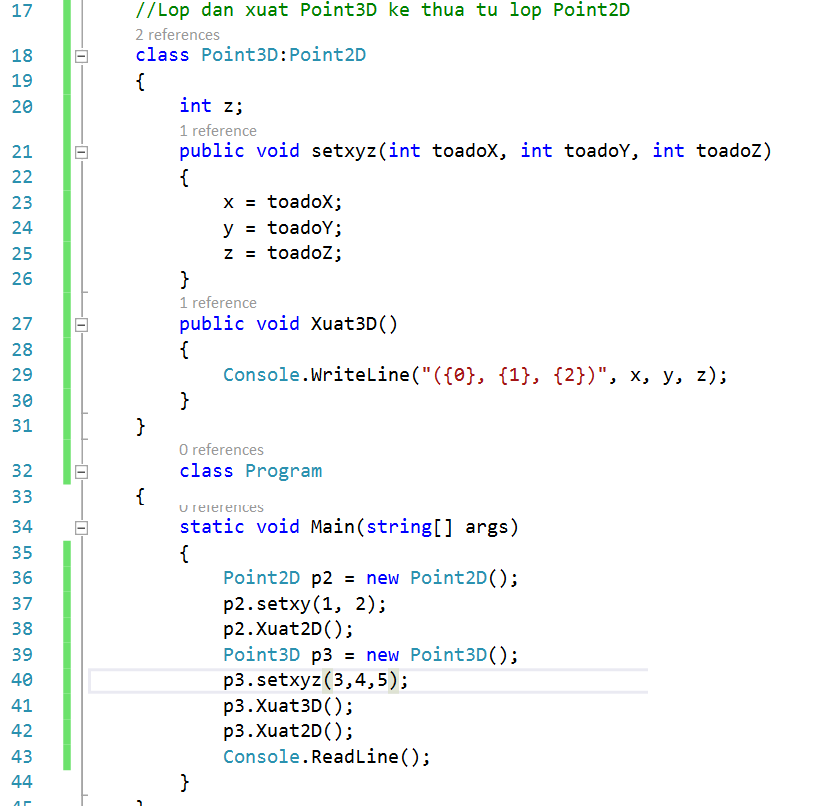 17 //Lop dan xuat Point3D ke thua tu lop Point2D
2 references
18 class Point3D:Point2D
19 {
20 int z;
1 reference
21 public void setxyz(int toadoX, int toadoY, int toadoZ)
22 {
23 x = toadoX;
24 y = toadoY;
25 z = toadoZ;
26 }
1 reference
27 public void Xuat3D()
28 {
29 Console.WriteLine("({0}, {1}, {2})", x, y, z);
30 }
31 }
0 references
32 class Program
33 {
0 references
34 static void Main(string[] args)
35 {
36 Point2D p2 = new Point2D();
37 p2.setxy(1, 2);
38 p2.Xuat2D();
39 Point3D p3 = new Point3D();
40 p3.setxyz(3,4,5);
41 p3.Xuat3D();
42 p3.Xuat2D();
43 Console.ReadLine();
44 }
45 }